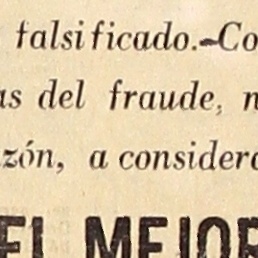 falsificado.-Co
as del fraude, n
zón, a considera
EL MEJOR